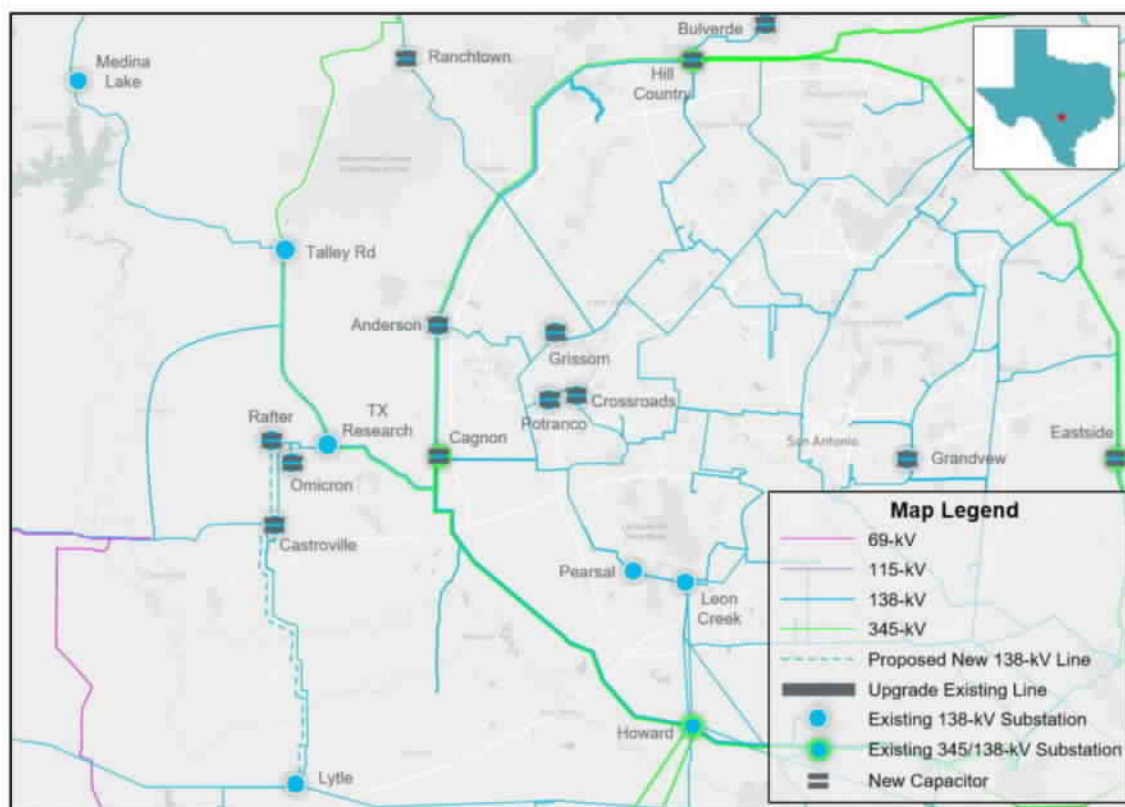 Bulverde
Medina
Lake
Ranchtown
Hill
Country
Talley Rd
Anderson
Grissom
Crossroads
Potranco
Rafter
TX
Research
Cagnon
San Antonio
Grandvew
Eastside
Omicron
Castroville
Pearsal
Leon
Creek
Howard
Lytle
Map Legend
69-kV
115-kV
138-kV
345-kV
Proposed New 138-kV Line
Upgrade Existing Line
Existing 138-kV Substation
Existing 345/138-kV Substation
New Capacitor